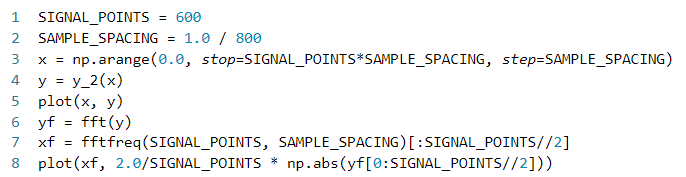 1 SIGNAL_POINTS = 600
2 SAMPLE_SPACING = 1.0 / 800
3 x = np.arange(0.0, stop=SIGNAL_POINTS*SAMPLE_SPACING, step=SAMPLE_SPACING)
4 y = y_2(x)
5 plot(x, y)
6 yf = fft(y)
7 xf = fftfreq(SIGNAL_POINTS, SAMPLE_SPACING)[:SIGNAL_POINTS//2]
8 plot(xf, 2.0/SIGNAL_POINTS * np.abs(yf[0:SIGNAL_POINTS//2]))